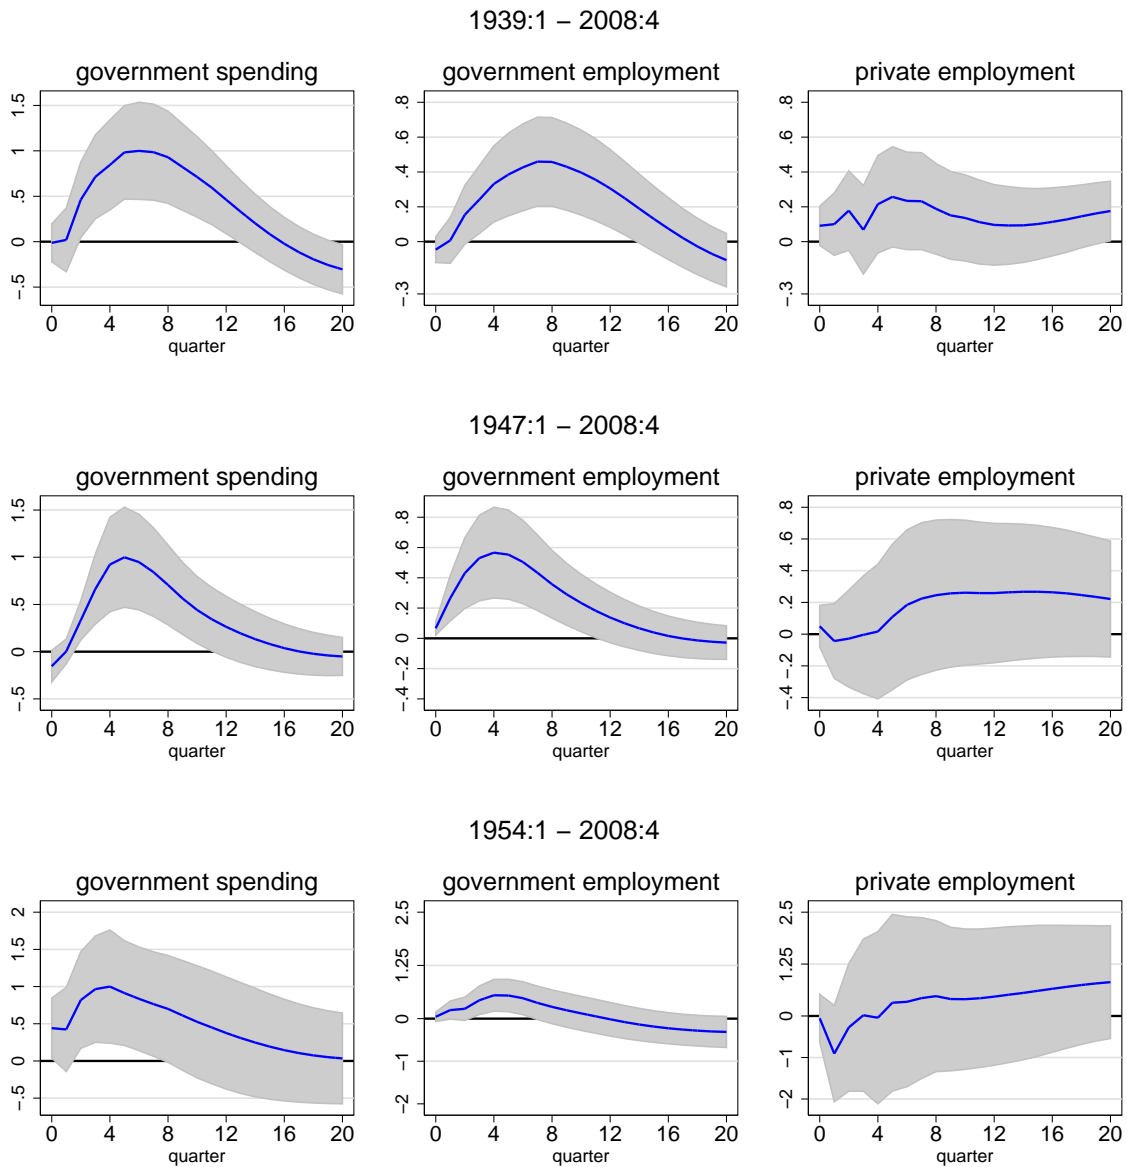 1939:1 − 2008:4
government spending
government employment
private employment
1.5
1
.5
0
−.5
0 4 8 12 16 20
quarter
.8
.6
.4
.2
0
−.3
0 4 8 12 16 20
quarter
.8
.6
.4
.2
0
−.3
0 4 8 12 16 20
quarter
1947:1 − 2008:4
government spending
government employment
private employment
1.5
1
.5
0
−.5
0 4 8 12 16 20
quarter
.8
.6
.4
.2
0
−.2
−.4
0 4 8 12 16 20
quarter
.8
.6
.4
.2
0
−.2
−.4
0 4 8 12 16 20
quarter
1954:1 − 2008:4
government spending
government employment
private employment
2
1.5
1
.5
0
−.5
0 4 8 12 16 20
quarter
2.5
1.25
0
−1
−2
0 4 8 12 16 20
quarter
2.5
1.25
0
−1
−2
0 4 8 12 16 20
quarter